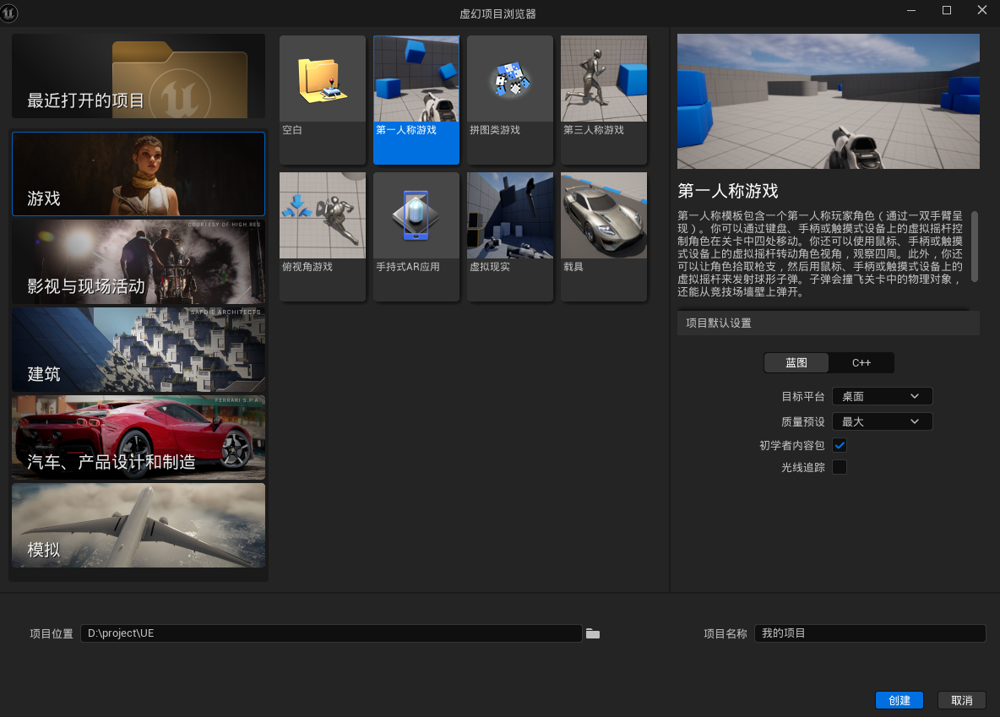 虚幻项目浏览器
最近打开的项目
游戏
COURTESY OF HIGH RES
影视与现场活动
SAFDIE ARCHITECTS
建筑
FERRARI S.P.A
汽车、产品设计和制造
模拟
空白
第一人称游戏
拼图类游戏
第三人称游戏
俯视角游戏
手持式AR应用
虚拟现实
载具
第一人称游戏
第一人称模板包含一个第一人称玩家角色（通过一双手臂呈
现）。你可以通过键盘、手柄或触摸式设备上的虚拟摇杆控
制角色在关卡中四处移动。你还可以使用鼠标、手柄或触摸
式设备上的虚拟摇杆转动角色视角，观察四周。此外，你还
可以让角色拾取枪支，然后用鼠标、手柄或触摸式设备上的
虚拟摇杆来发射球形子弹。子弹会撞飞关卡中的物理对象，
还能从竞技场墙壁上弹开。
项目默认设置
蓝图
C++
目标平台
桌面
质量预设
最大
初学者内容包
光线追踪
项目位置
D:\project\UE
项目名称
我的项目
创建
取消